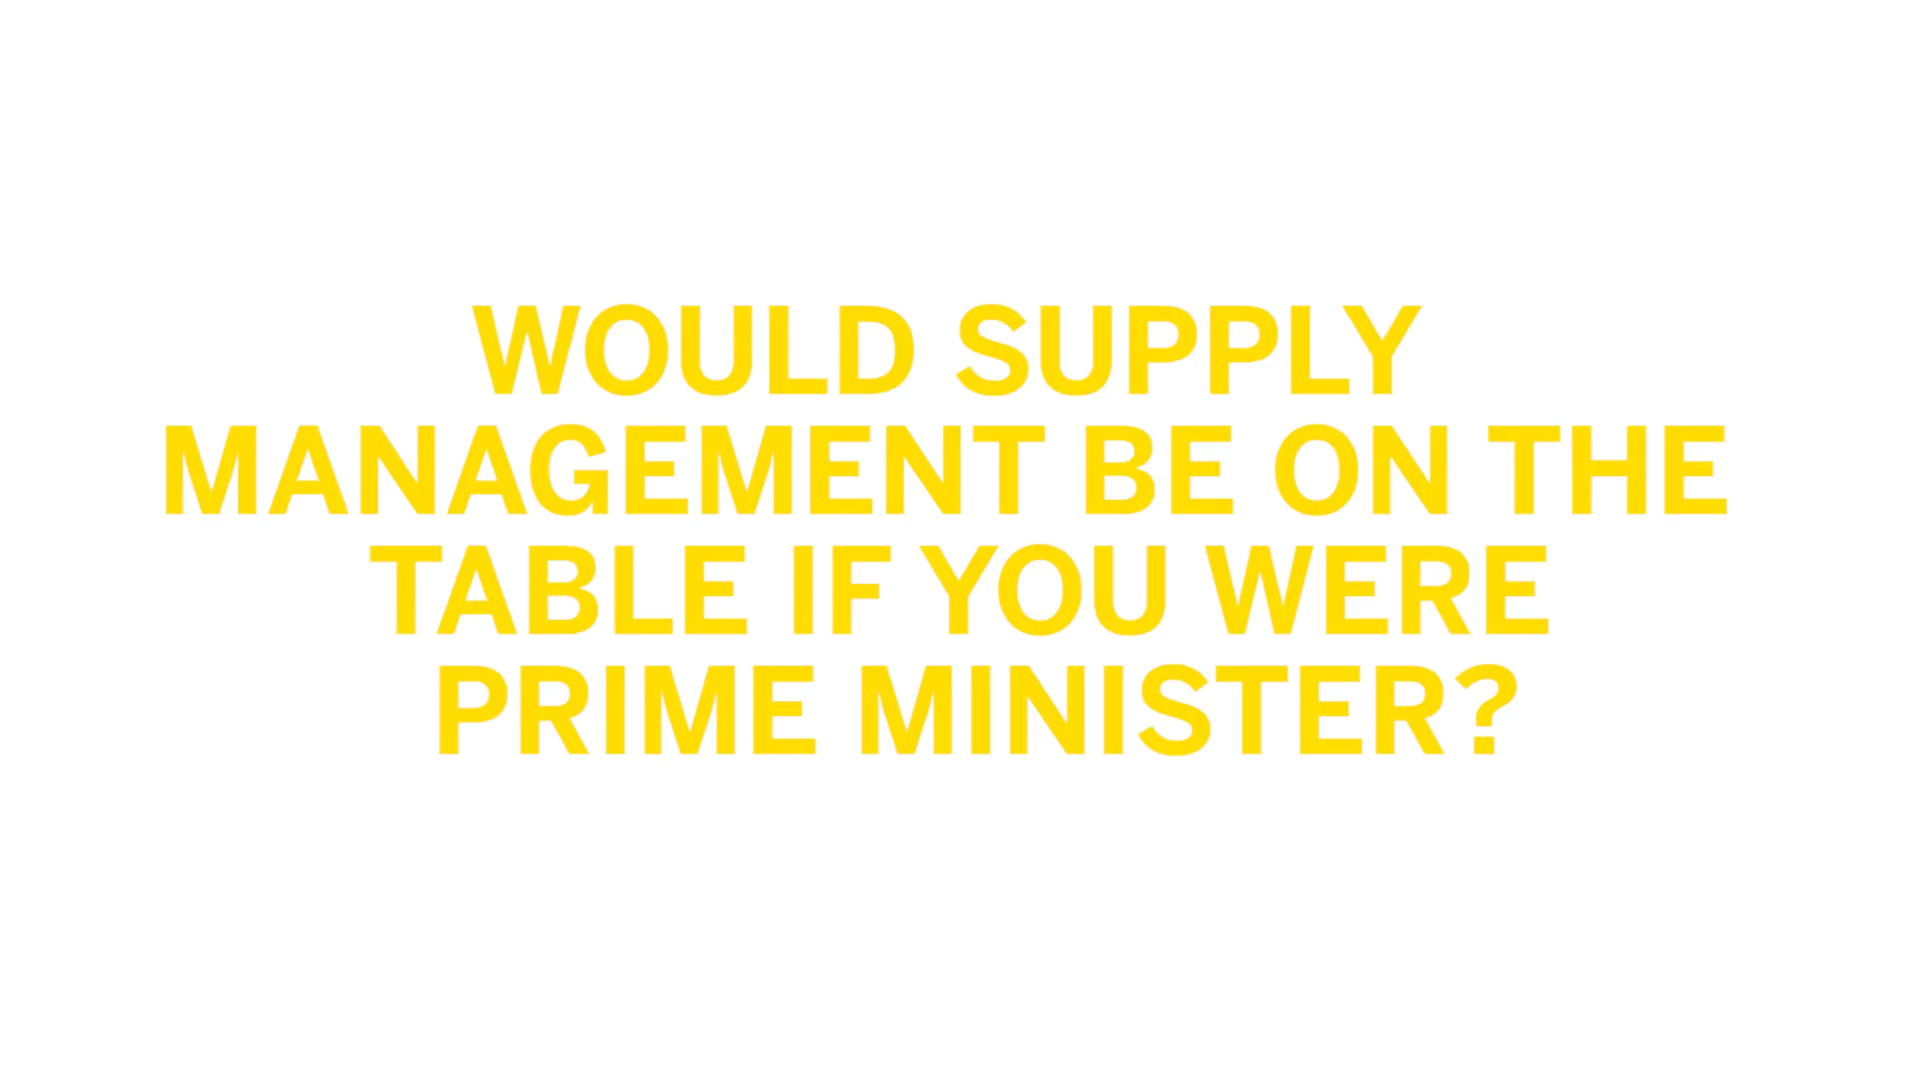 WOULD SUPPLY
MANAGEMENT BE ON THE
TABLE IF YOU WERE
PRIME MINISTER?